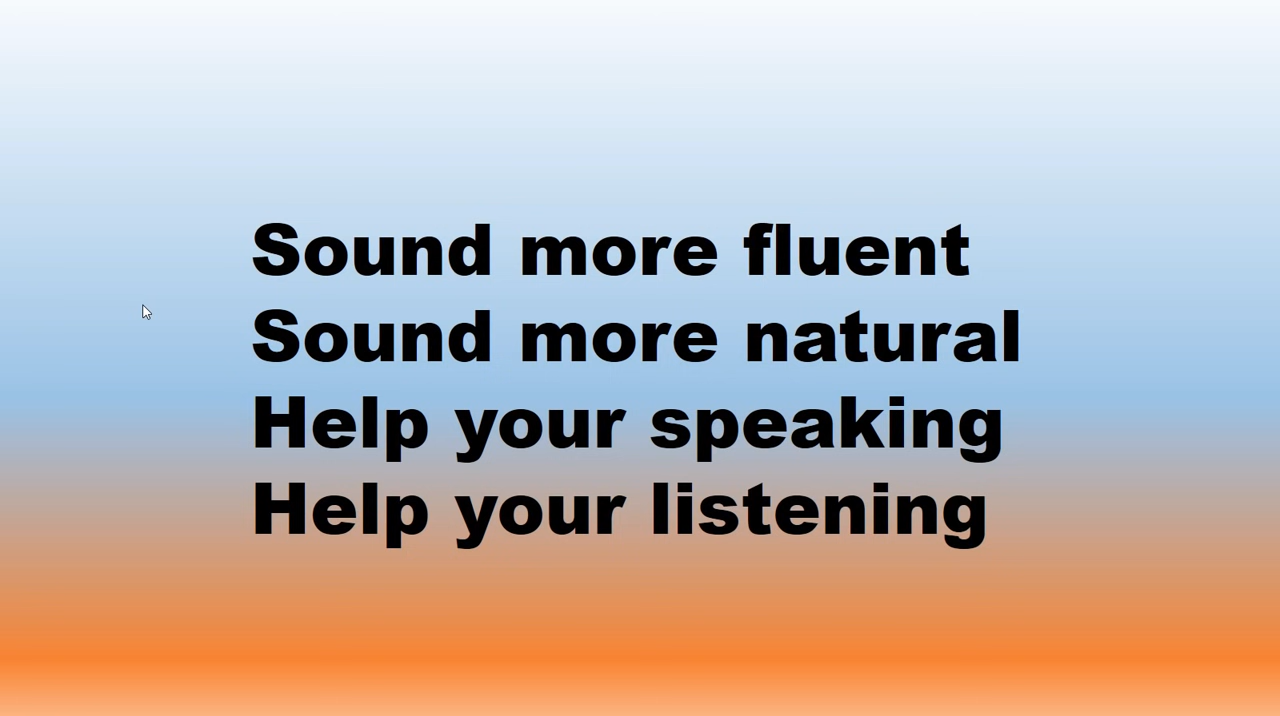 Sound more fluent
Sound more natural
Help your speaking
Help your listening